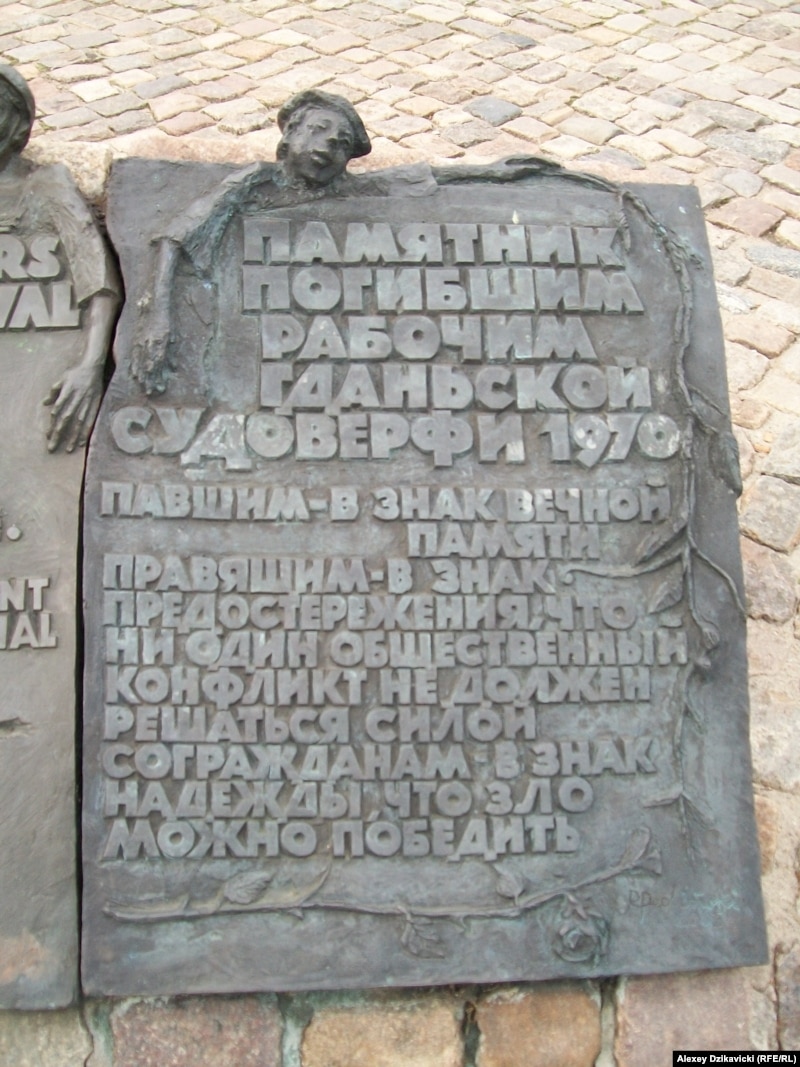 ПАМЯТНИК
ПОГИБШИМ
РАБОЧИМ
ГДАНЬСКОЙ
СУДОВЕРФИ 1970
ПАВШИМ-В ЗНАК ВЕЧНОЙ
ПАМЯТИ
ПРАВЯЩИМ-В ЗНАК
ПРЕДОСТЕРЕЖЕНИЯ, ЧТО
НИ ОДИН ОБЩЕСТВЕННЫЙ
КОНФЛИКТ НЕ ДОЛЖЕН
РЕШАТЬСЯ СИЛОЙ
СОГРАЖДАНАМ-В ЗНАК
НАДЕЖДЫ, ЧТО ЗЛО
МОЖНО ПОБЕДИТЬ
Alexey Dzikavicki (RFE/RL)